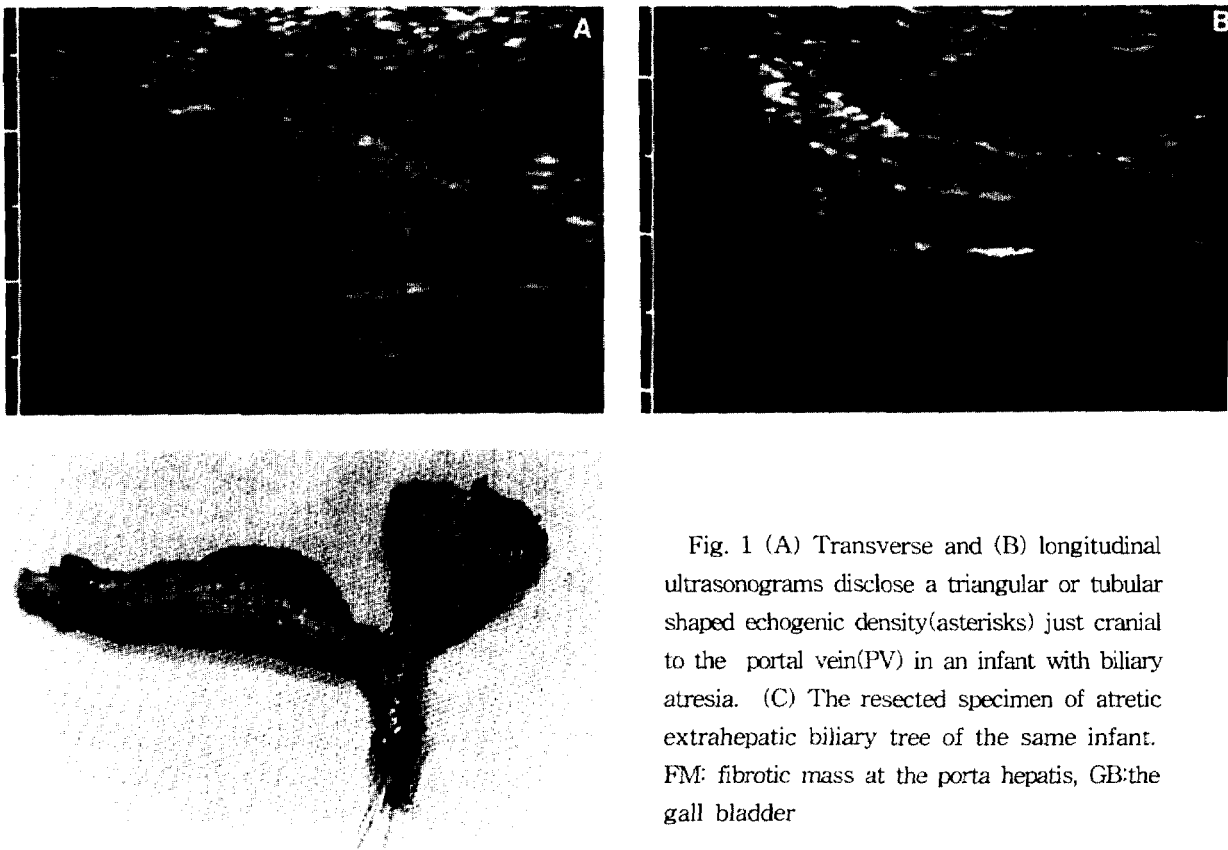 A
B
Fig. 1 (A) Transverse and (B) longitudinal
ultrasonograms disclose a triangular or tubular
shaped echogenic density(asterisks) just cranial
to the portal vein(PV) in an infant with biliary
atresia. (C) The resected specimen of atretic
extrahepatic biliary tree of the same infant.
FM: fibrotic mass at the porta hepatis, GB:the
gall bladder